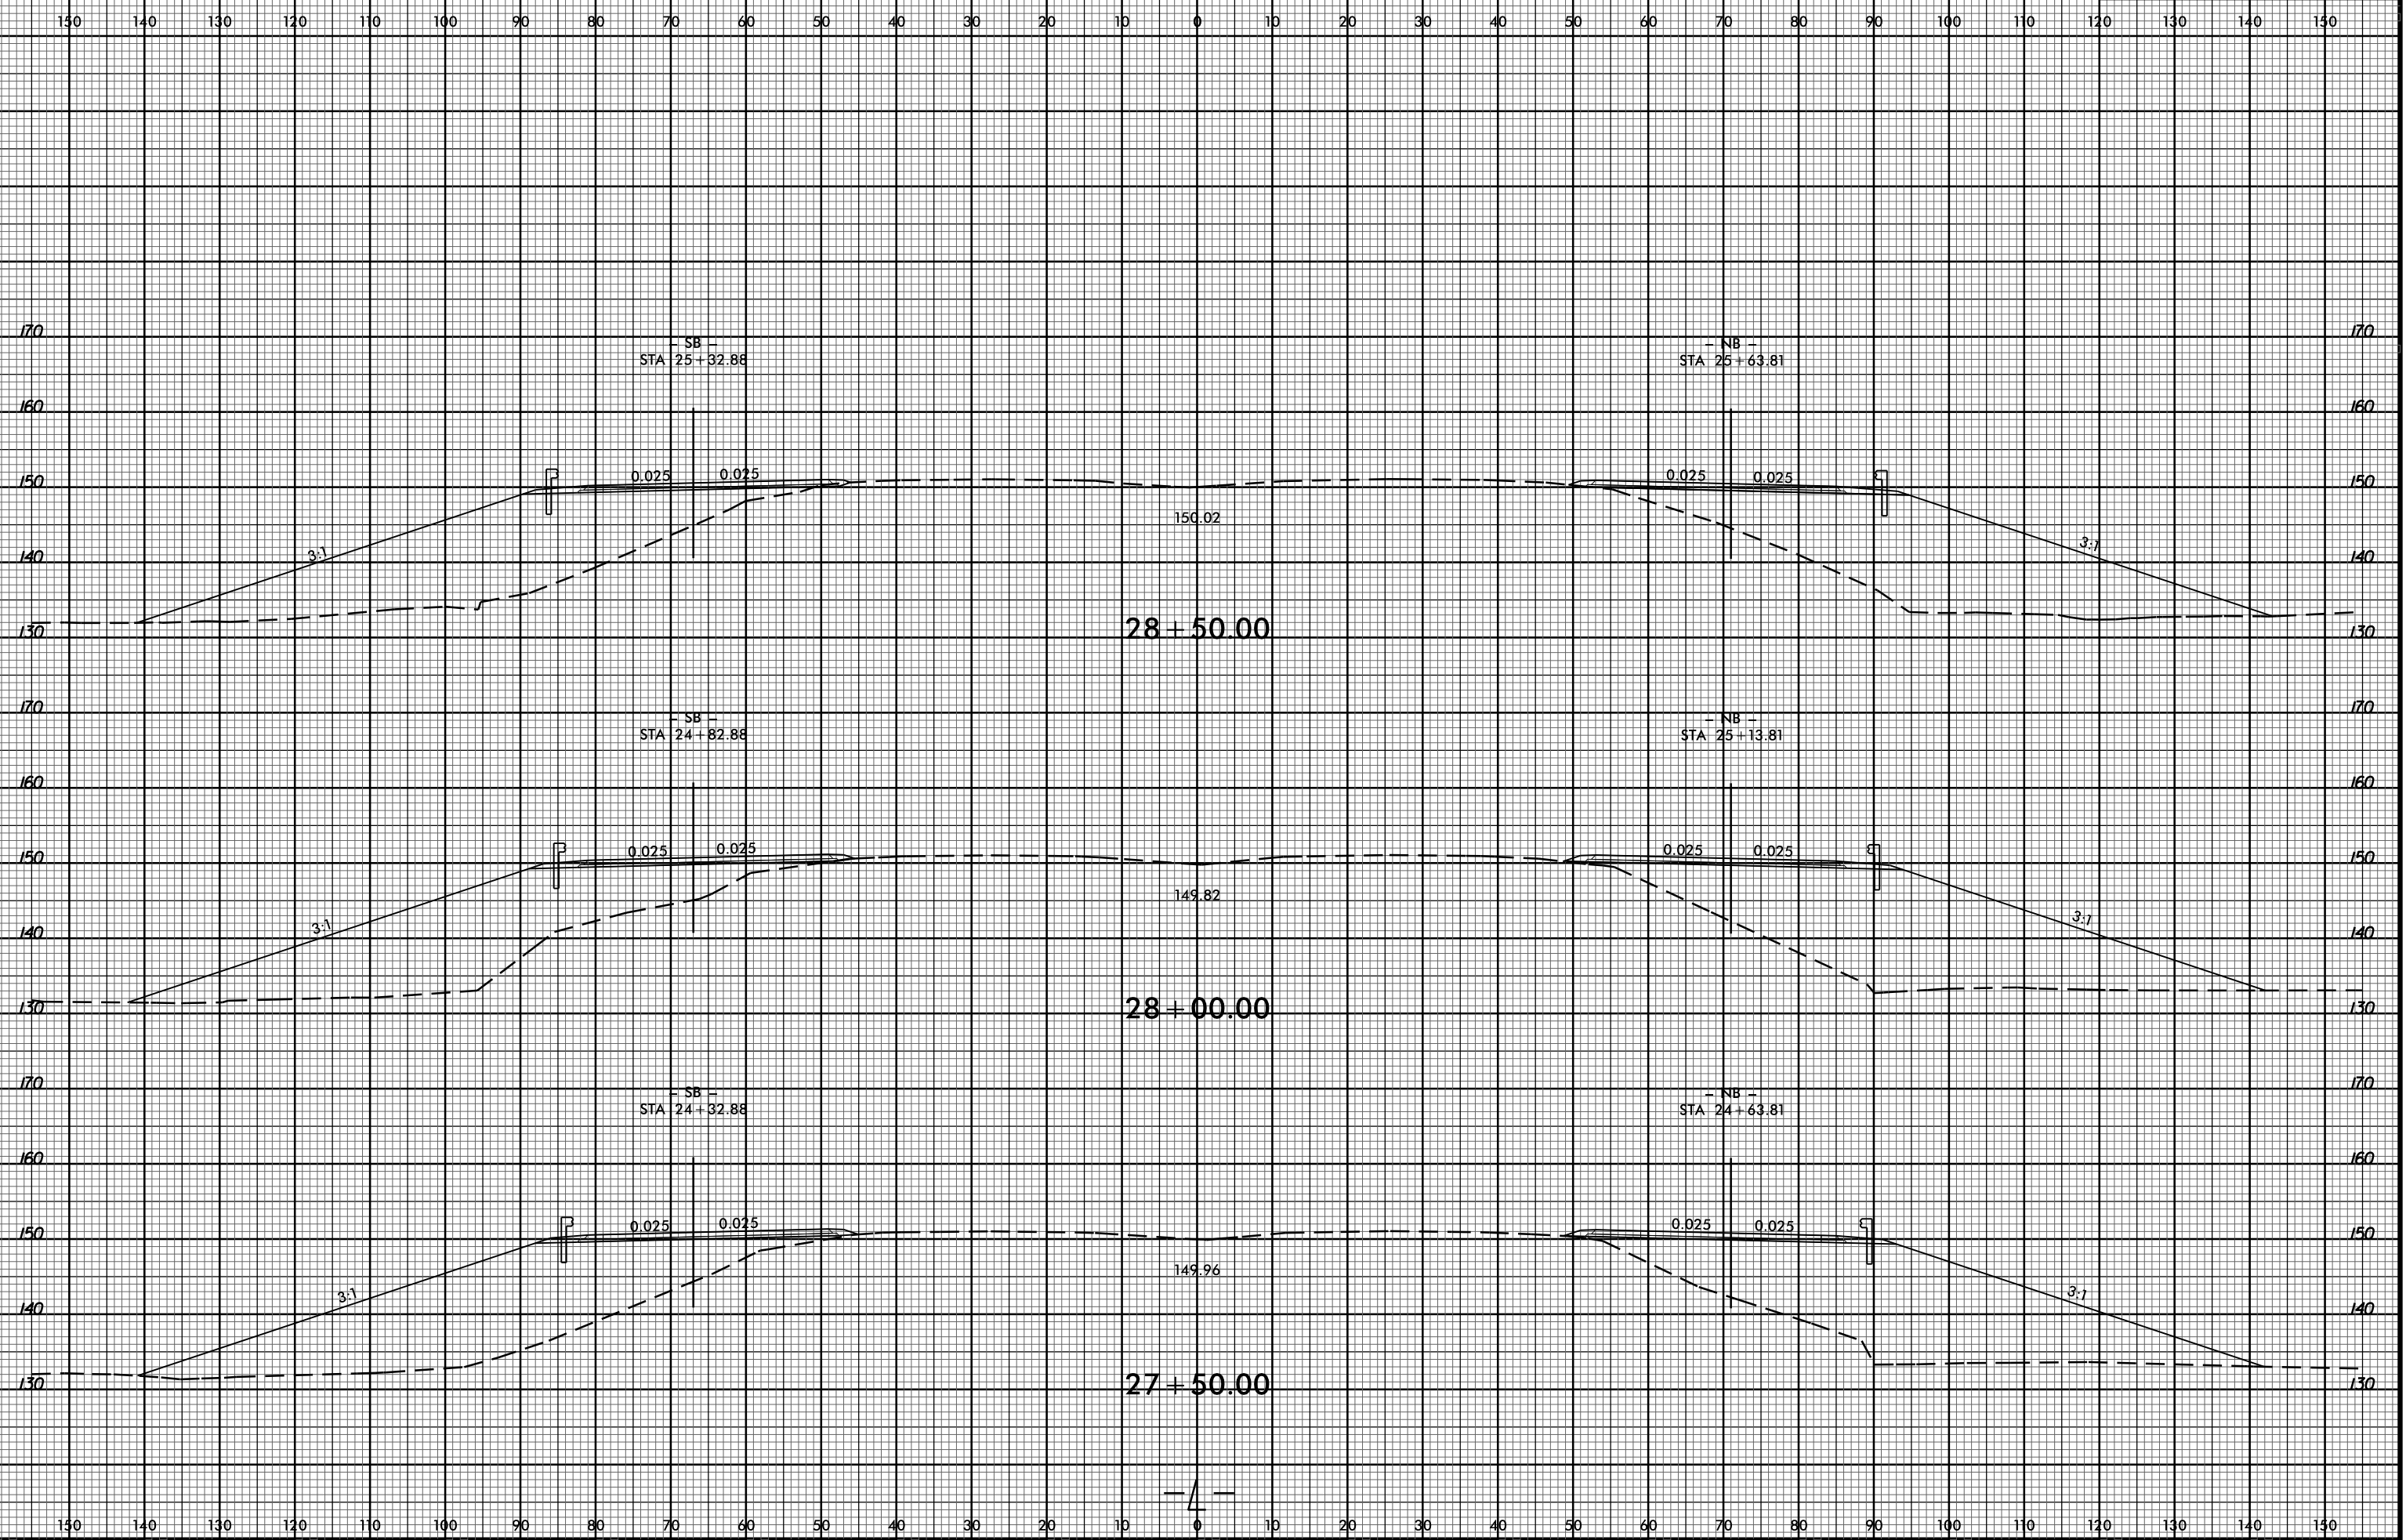 150 140 130 120 110 100 90 80 70 60 50 40 30 20 10 0 10 20 30 40 50 60 70 80 90 100 110 120 130 140 150
170 170
– SB – – NB –
STA 25+32.88 STA 25+63.81
160 160
150 0.025 0.025 0.025 0.025 150
150.02
140 3:1 3:1 140
130 28+50.00 130
170 170
– SB – – NB –
STA 24+82.88 STA 25+13.81
160 160
150 0.025 0.025 0.025 0.025 150
149.82
140 3:1 3:1 140
130 28+00.00 130
170 170
– SB – – NB –
STA 24+32.88 STA 24+63.81
160 160
150 0.025 0.025 0.025 0.025 150
149.96
140 3:1 3:1 140
130 27+50.00 130
–L–
150 140 130 120 110 100 90 80 70 60 50 40 30 20 10 0 10 20 30 40 50 60 70 80 90 100 110 120 130 140 150